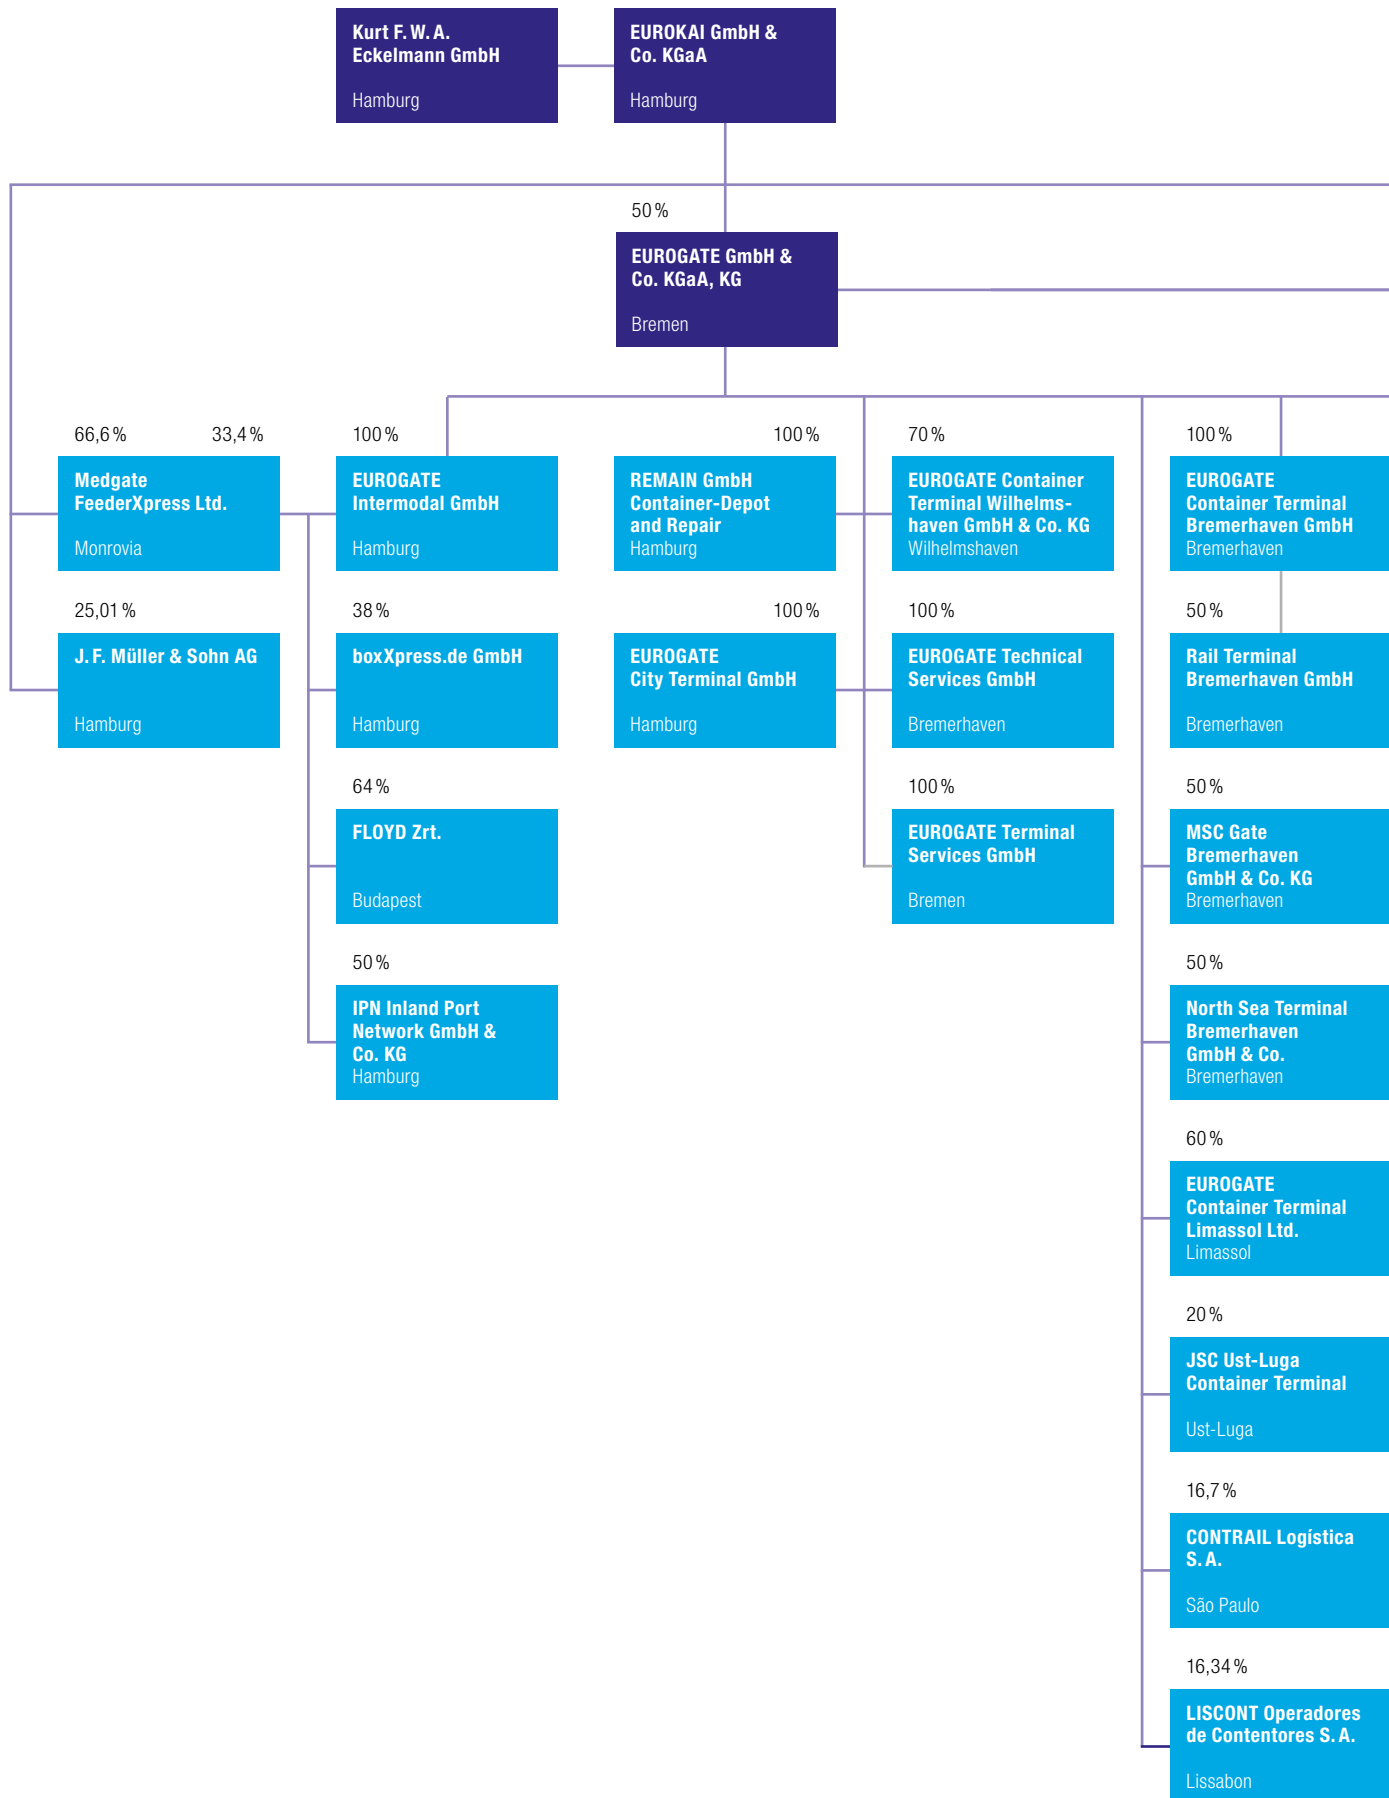 Kurt F. W. A.
Eckelmann GmbH
Hamburg
EUROKAI GmbH &
Co. KGaA
Hamburg
50 %
EUROGATE GmbH &
Co. KGaA, KG
Bremen
66,6 %
33,4 %
Medgate
FeederXpress Ltd.
Monrovia
25,01 %
J. F. Müller & Sohn AG
Hamburg
100 %
EUROGATE
Intermodal GmbH
Hamburg
38 %
boxXpress.de GmbH
Hamburg
64 %
FLOYD Zrt.
Budapest
50 %
IPN Inland Port
Network GmbH &
Co. KG
Hamburg
100 %
REMAIN GmbH
Container-Depot
and Repair
Hamburg
100 %
EUROGATE
City Terminal GmbH
Hamburg
70 %
EUROGATE Container
Terminal Wilhelms-
haven GmbH & Co. KG
Wilhelmshaven
100 %
EUROGATE Technical
Services GmbH
Bremerhaven
100 %
EUROGATE Terminal
Services GmbH
Bremen
100 %
EUROGATE
Container Terminal
Bremerhaven GmbH
Bremerhaven
50 %
Rail Terminal
Bremerhaven GmbH
Bremerhaven
50 %
MSC Gate
Bremerhaven
GmbH & Co. KG
Bremerhaven
50 %
North Sea Terminal
Bremerhaven
GmbH & Co.
Bremerhaven
60 %
EUROGATE
Container Terminal
Limassol Ltd.
Limassol
20 %
JSC Ust-Luga
Container Terminal
Ust-Luga
16,7 %
CONTRAIL Logística
S. A.
São Paulo
16,34 %
LISCONT Operadores
de Contentores S. A.
Lissabon